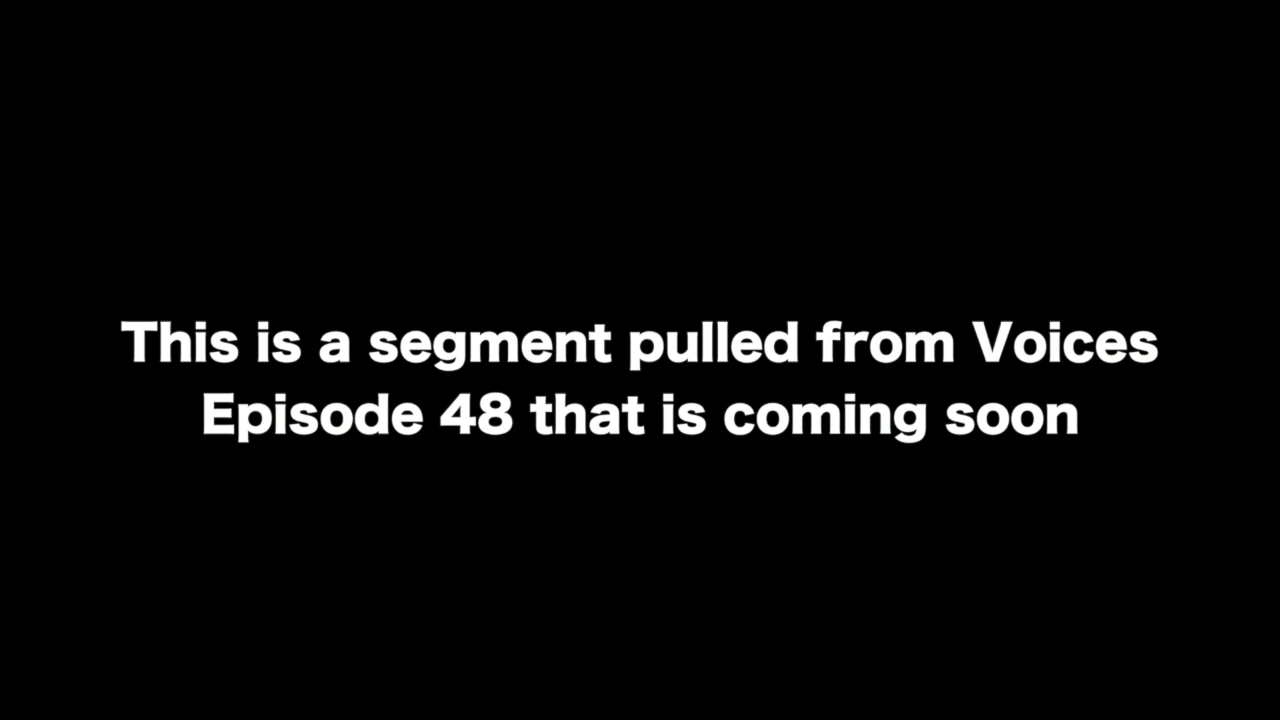 This is a segment pulled from Voices
Episode 48 that is coming soon